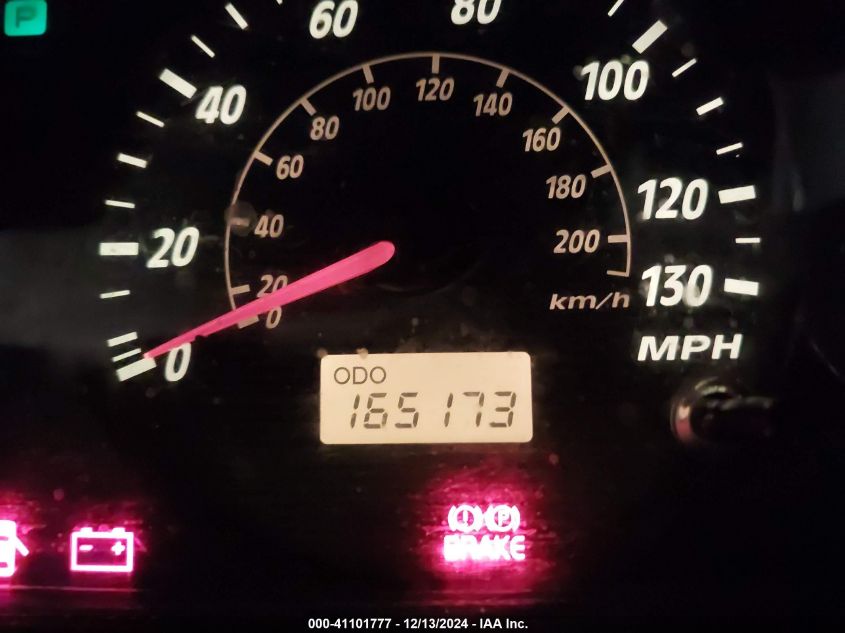 P
60 80
40 100
20 120
0 130
MPH
0 20 40 60 80 100 120 140 160 180 200
km/h
ODO
165173
(!) (P)
BRAKE
- +
000-41101777 - 12/13/2024 - IAA Inc.